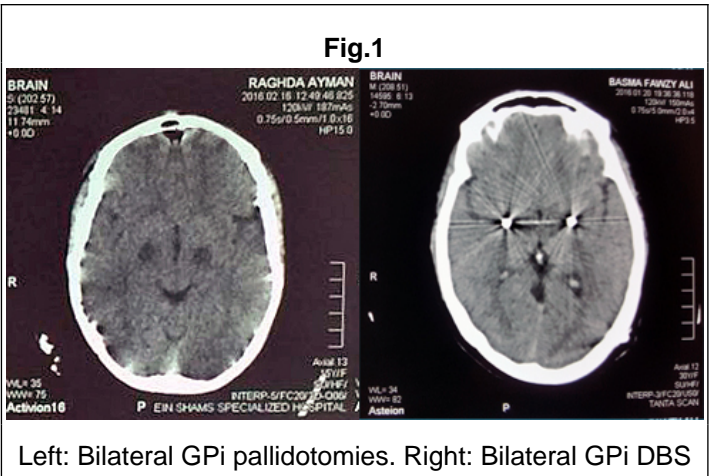 Fig.1
BRAIN
S: (202.57)
23481: 4:14
11.74mm
+0.0D
RAGHDA AYMAN
2016.02.16 12:49:46.825
120kV/ 187mAs
0.75s/0.5mm/1.0x16
HP15.0
R
WL= 35
WW= 75
Activion16
P
Axial.13
15Y/F
SU/HF/
EIN SHAMS SPECIALIZED HOSPITAL
BRAIN
M: (208.51)
14595: 6:13
-2.70mm
+0.0D
BASMA FAWZY ALI
2016.01.20 19:36:36.118
120kV/ 150mAs
0.75s/5.0mm/2.0x4
HP3.5
R
WL= 34
WW= 82
Asteion
P
Axial.12
30Y/F
SU/HF/
TANTA SCAN
Left: Bilateral GPi pallidotomies. Right: Bilateral GPi DBS